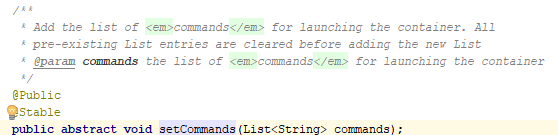 /**
* Add the list of <em>commands</em> for launching the container. All
* pre-existing List entries are cleared before adding the new List
* @param commands the list of <em>commands</em> for launching the container
*/
@Public
@Stable
public abstract void setCommands(List<String> commands);